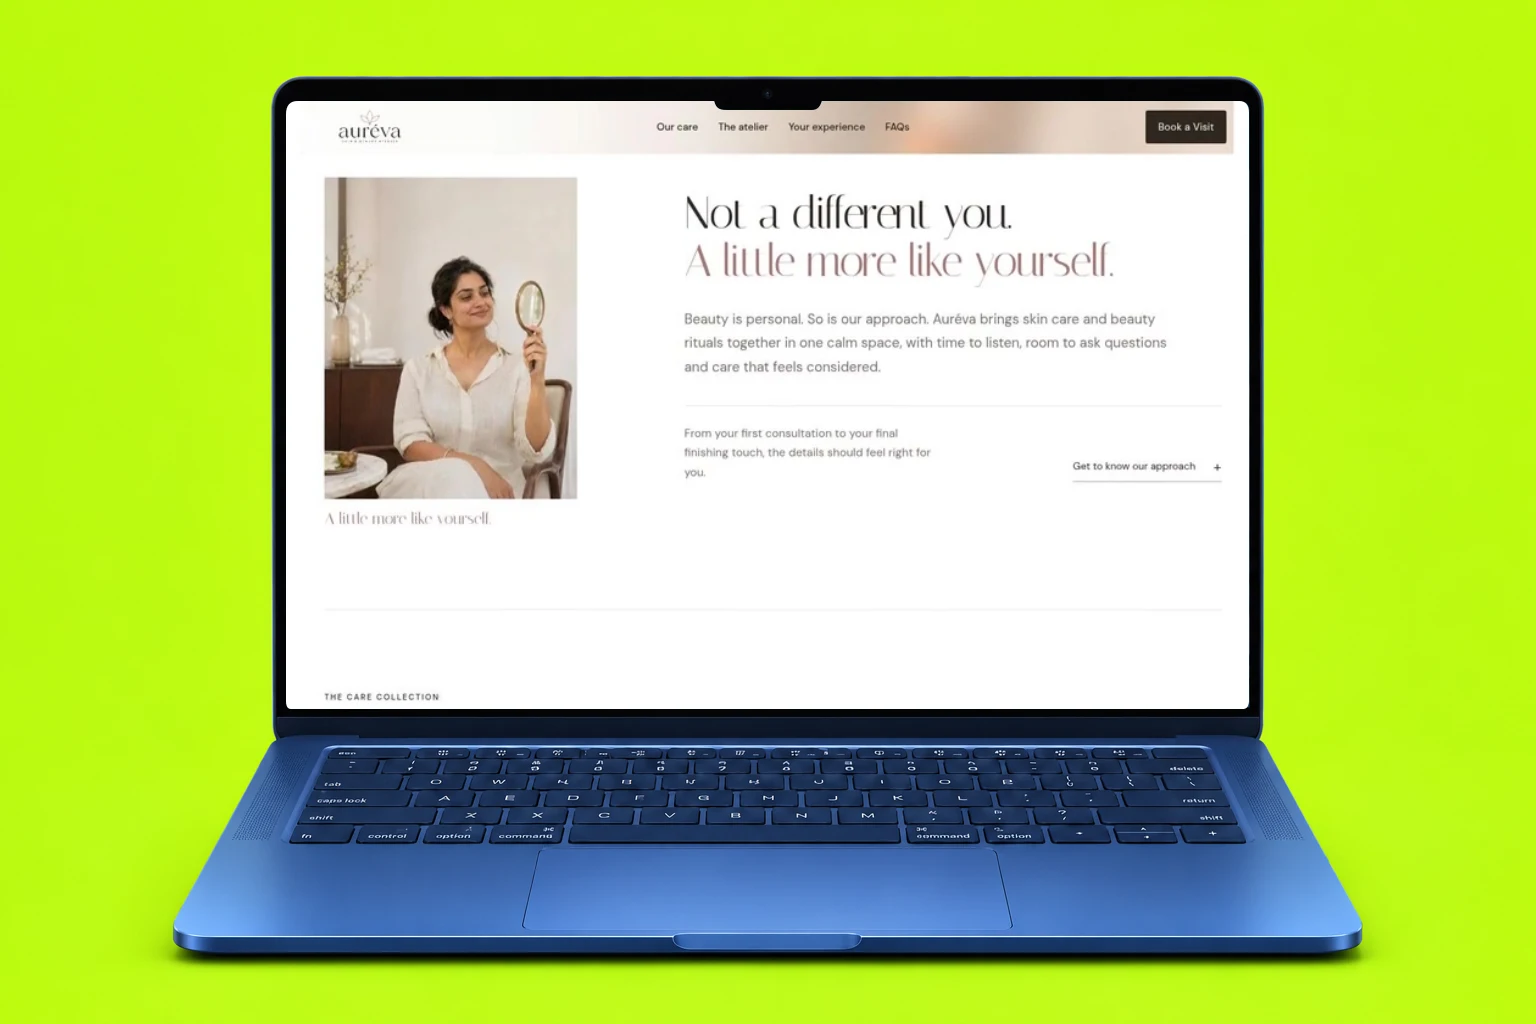 auréva
Our care
The atelier
Your experience
FAQs
Book a Visit
Not a different you.
A little more like yourself.
Beauty is personal. So is our approach. Auréva brings skin care and beauty
rituals together in one calm space, with time to listen, room to ask questions
and care that feels considered.
From your first consultation to your final
finishing touch, the details should feel right for
you.
Get to know our approach +
A little more like yourself.
THE CARE COLLECTION
delete
tab
caps lock A E D F G M J K L return
shift X X C V B N M shift
fn control option command command option